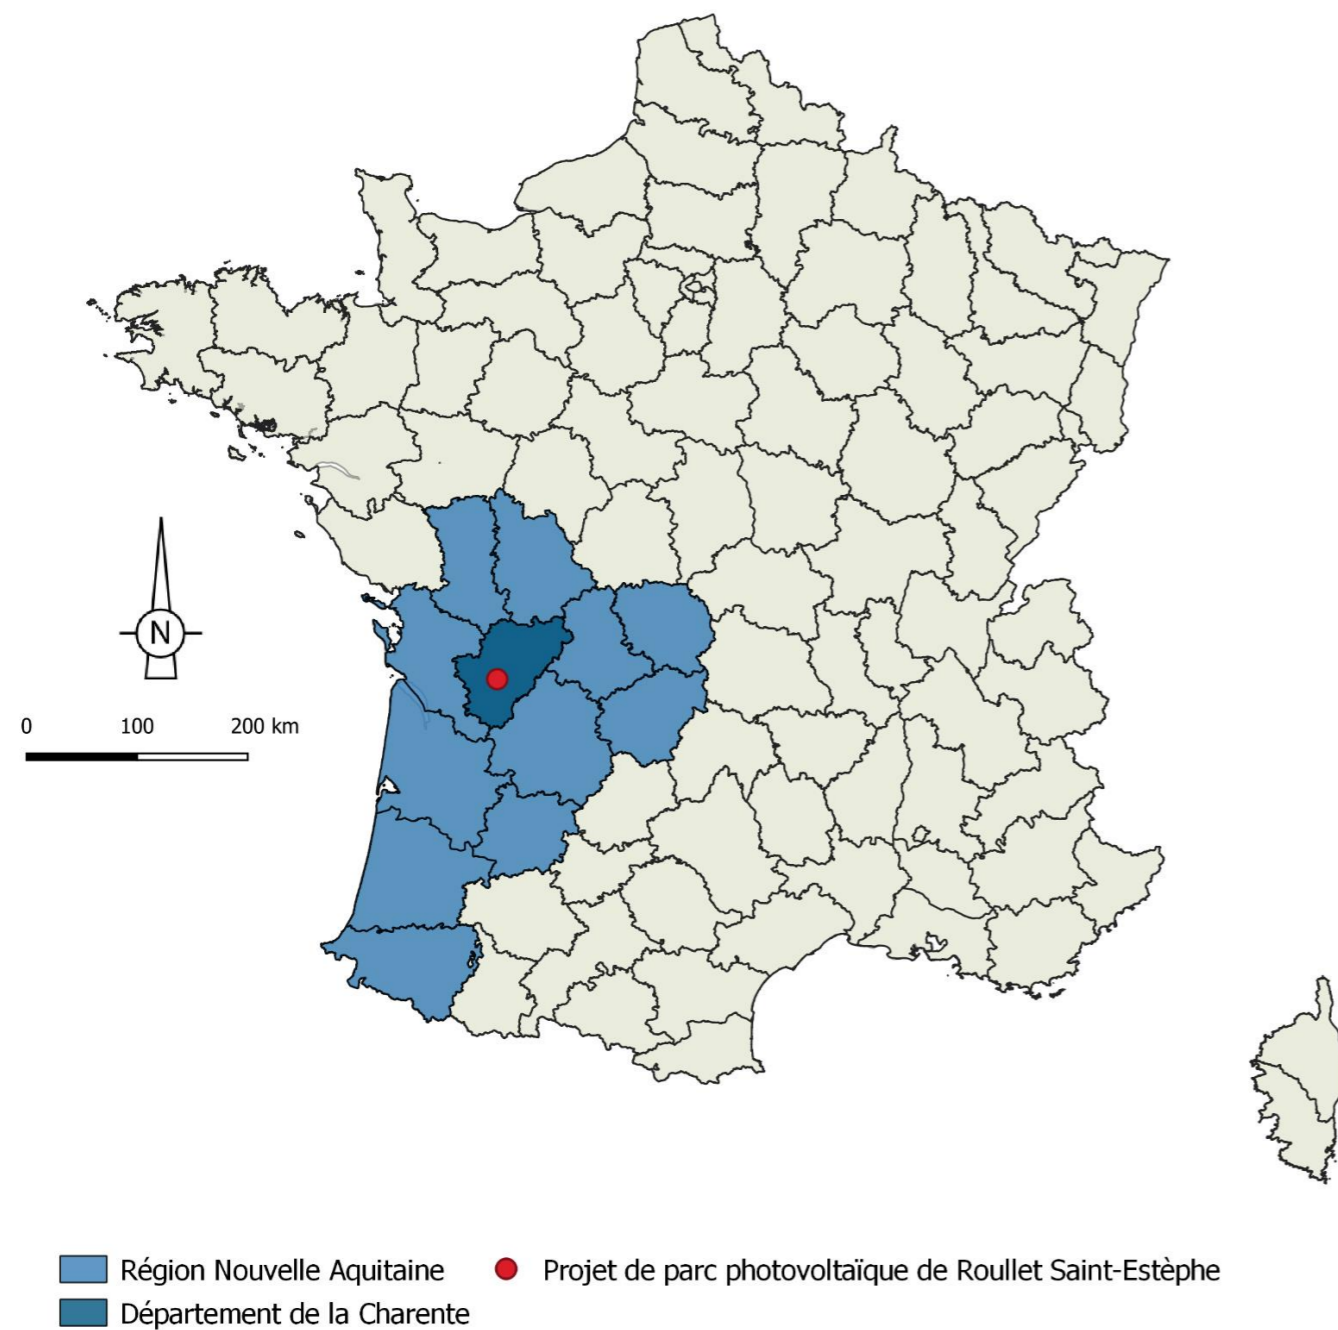 N
0 100 200 km
Région Nouvelle Aquitaine
Projet de parc photovoltaïque de Roullet Saint-Estèphe
Département de la Charente